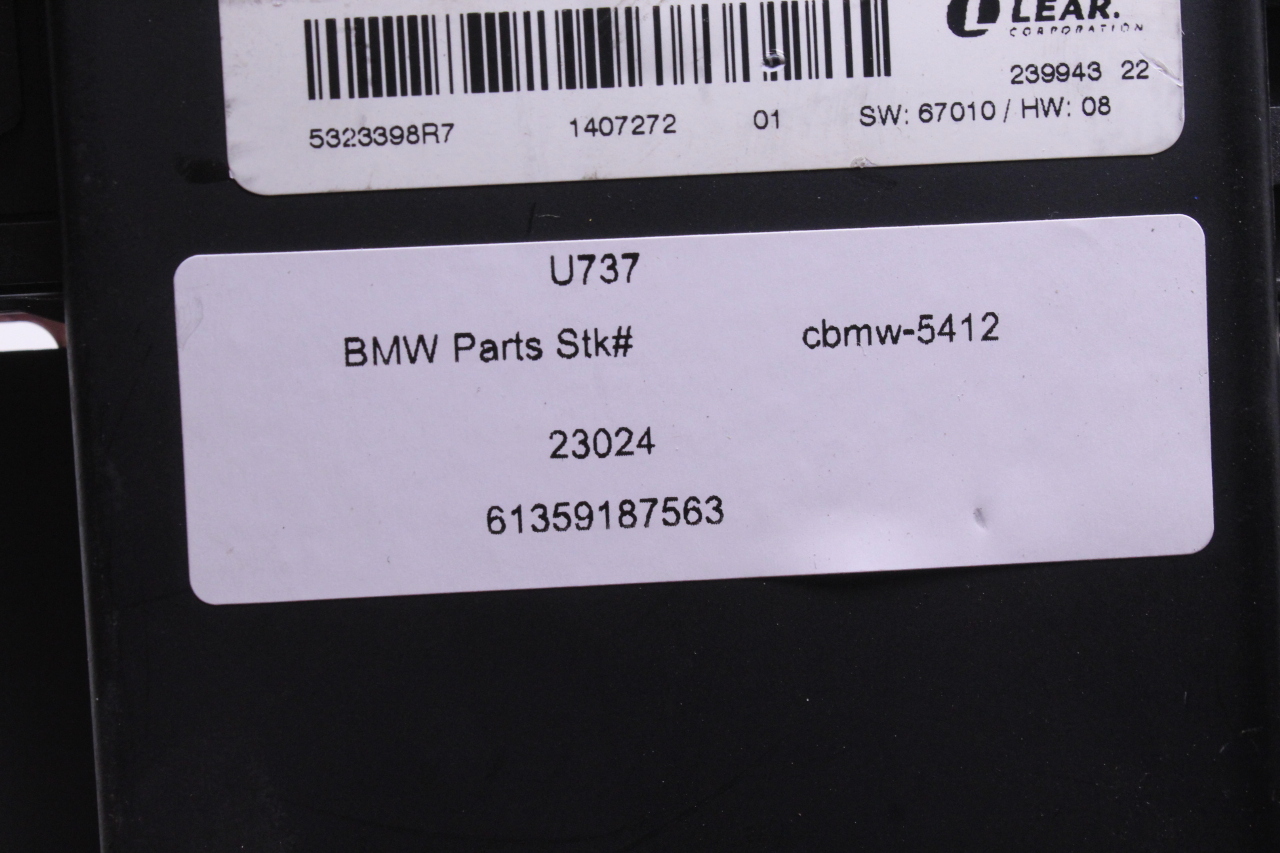 LEAR.
CORPORATION
239943 22
5323398R7 1407272 01 SW: 67010 / HW: 08
U737
BMW Parts Stk# cbmw-5412
23024
61359187563